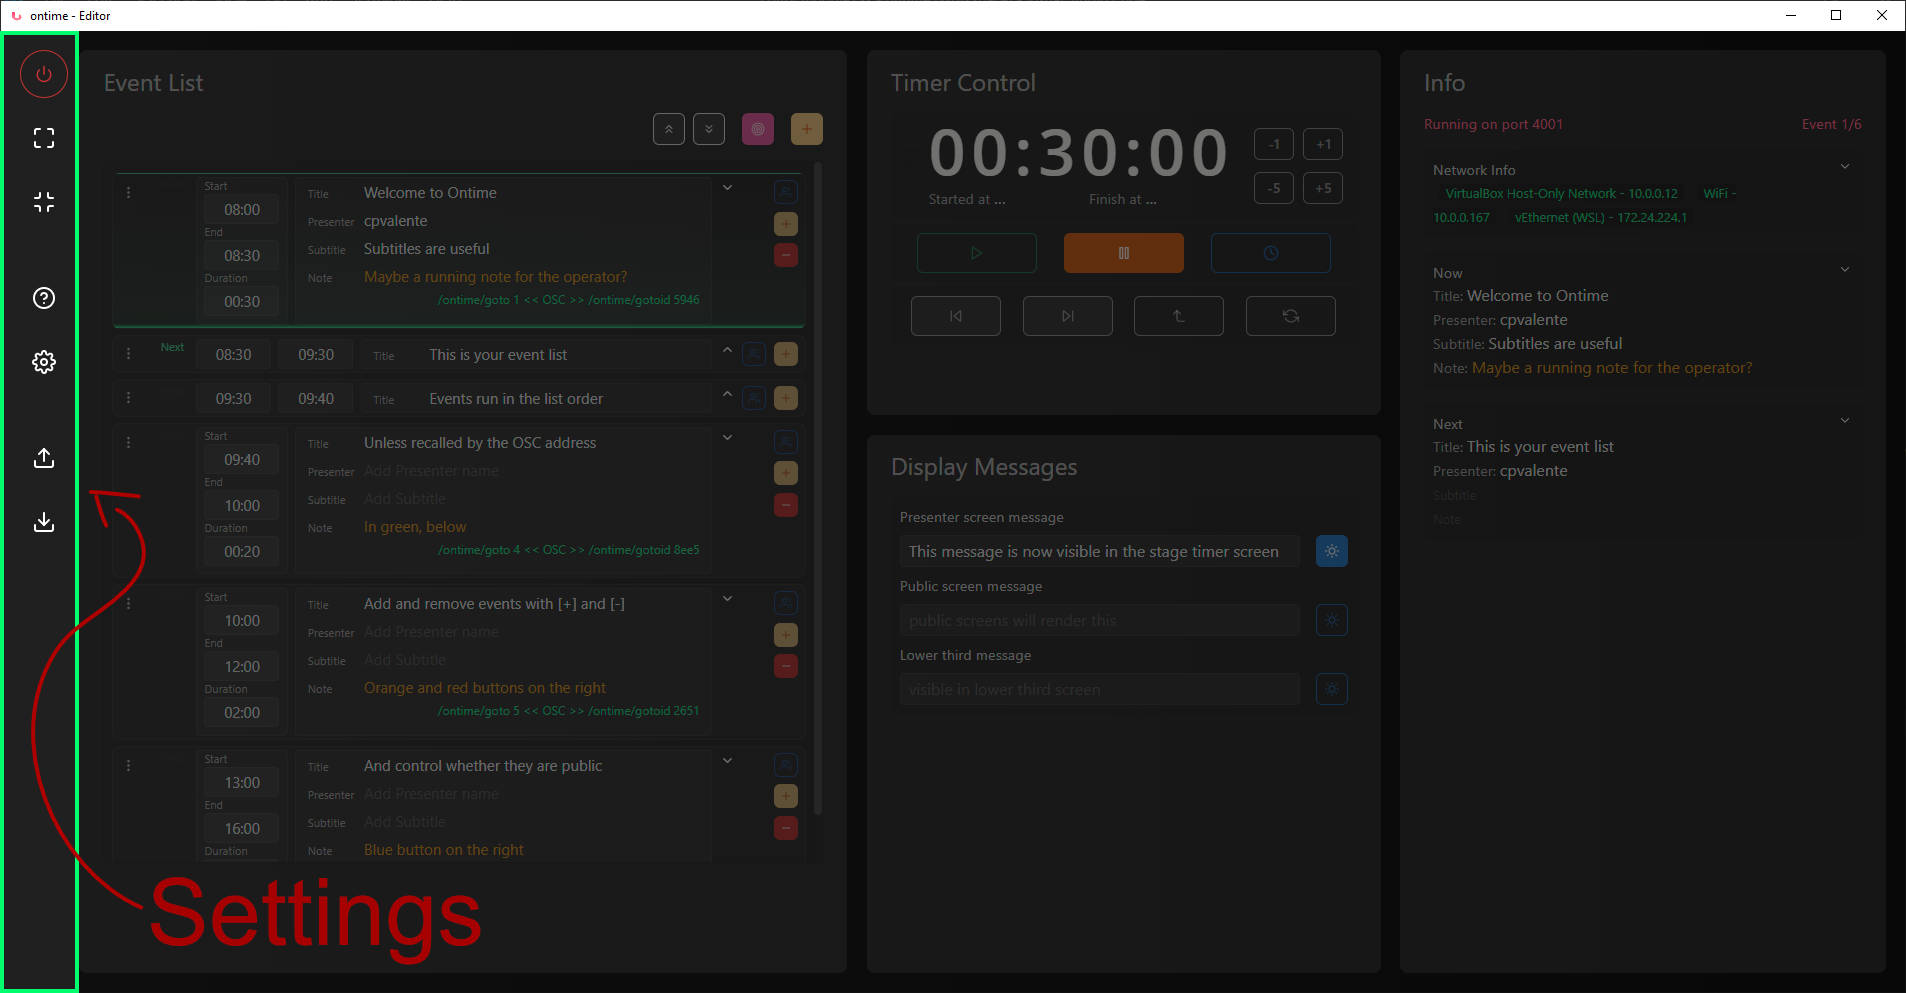 ontime - Editor
Event List
Start
08:00
End
08:30
Duration
00:30
Title Welcome to Ontime
Presenter cpvalente
Subtitle Subtitles are useful
Note Maybe a running note for the operator?
/ontime/goto 1 << OSC >> /ontime/gotoid 5946
Next 08:30 09:30 Title This is your event list
09:30 09:40 Title Events run in the list order
Start
09:40
End
10:00
Duration
00:20
Title Unless recalled by the OSC address
Presenter Add Presenter name
Subtitle Add Subtitle
Note In green, below
/ontime/goto 4 << OSC >> /ontime/gotoid 8ee5
Start
10:00
End
12:00
Duration
02:00
Title Add and remove events with [+] and [-]
Presenter Add Presenter name
Subtitle Add Subtitle
Note Orange and red buttons on the right
/ontime/goto 5 << OSC >> /ontime/gotoid 2651
Start
13:00
End
16:00
Duration
Title And control whether they are public
Presenter Add Presenter name
Subtitle Add Subtitle
Note Blue button on the right
Settings
Timer Control
00:30:00
-1 +1
-5 +5
Started at ... Finish at ...
Display Messages
Presenter screen message
This message is now visible in the stage timer screen
Public screen message
public screens will render this
Lower third message
visible in lower third screen
Info
Running on port 4001 Event 1/6
Network Info
VirtualBox Host-Only Network - 10.0.0.12 WiFi -
10.0.0.167 vEthernet (WSL) - 172.24.224.1
Now
Title: Welcome to Ontime
Presenter: cpvalente
Subtitle: Subtitles are useful
Note: Maybe a running note for the operator?
Next
Title: This is your event list
Presenter: cpvalente
Subtitle
Note